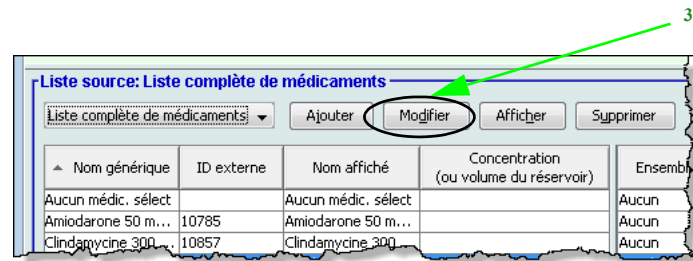 3
Liste source: Liste complète de médicaments
Liste complète de médicaments Ajouter Modifier Afficher Supprimer
Nom générique ID externe Nom affiché Concentration (ou volume du réservoir)
Aucun médic. sélect Aucun médic. sélect Aucun
Amiodarone 50 m... 10785 Amiodarone 50 m... Aucun
Clindamycine 300 ... 10857 Clindamycine 300 Aucun